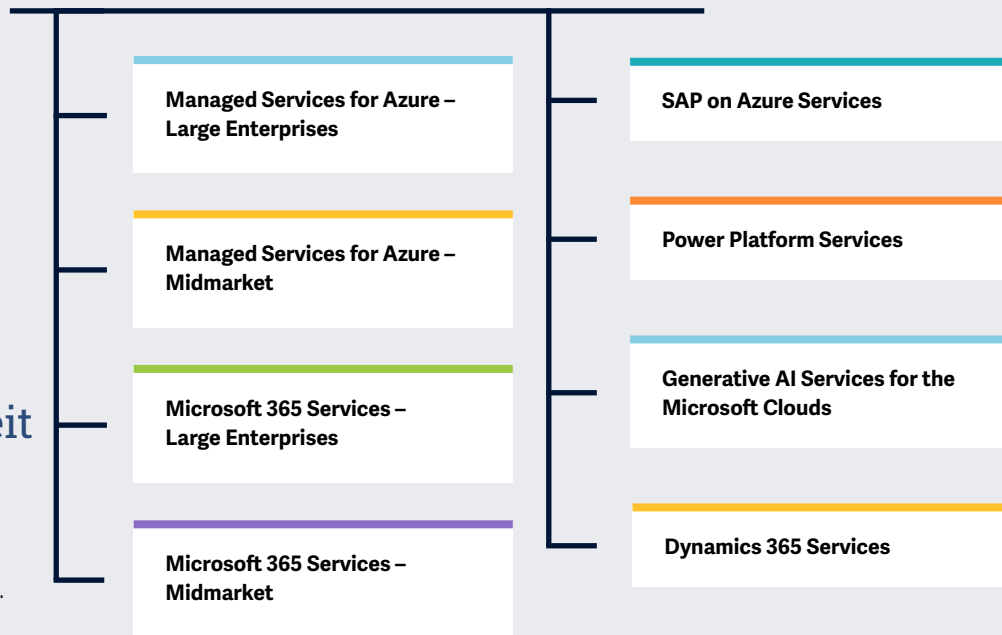 Managed Services for Azure –
Large Enterprises
Managed Services for Azure –
Midmarket
Microsoft 365 Services –
Large Enterprises
Microsoft 365 Services –
Midmarket
SAP on Azure Services
Power Platform Services
Generative AI Services for the
Microsoft Clouds
Dynamics 365 Services